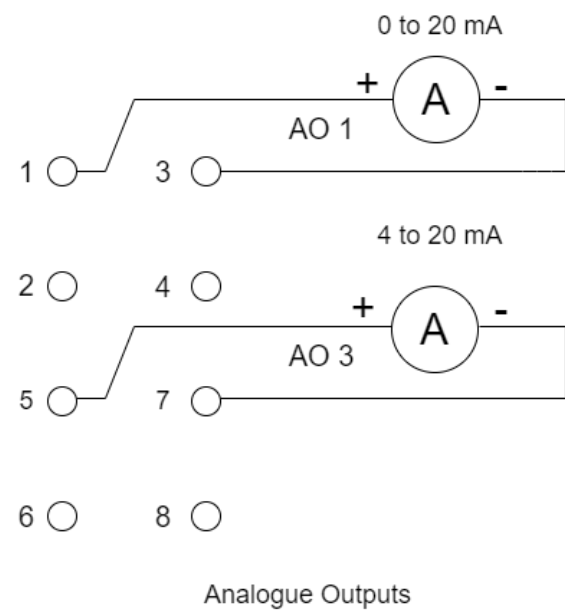 0 to 20 mA
+ A -
AO 1
1 3
4 to 20 mA
2 4
+ A -
AO 3
5 7
6 8
Analogue Outputs